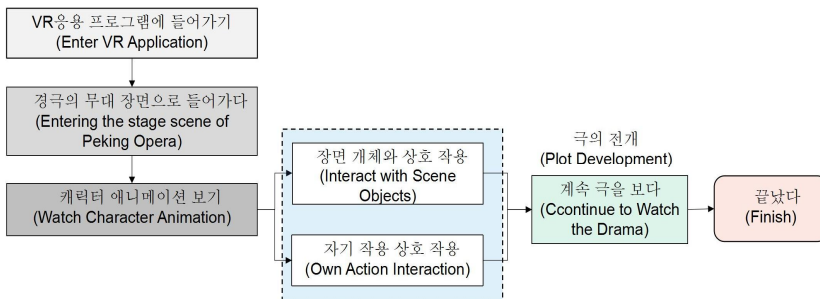 VR응용 프로그램에 들어가기
(Enter VR Application)
경극의 무대 장면으로 들어가다
(Entering the stage scene of
Peking Opera)
캐릭터 애니메이션 보기
(Watch Character Animation)
장면 개체와 상호 작용
(Interact with Scene
Objects)
자기 작용 상호 작용
(Own Action Interaction)
극의 전개
(Plot Development)
계속 극을 보다
(Ccontinue to Watch
the Drama)
끝났다
(Finish)